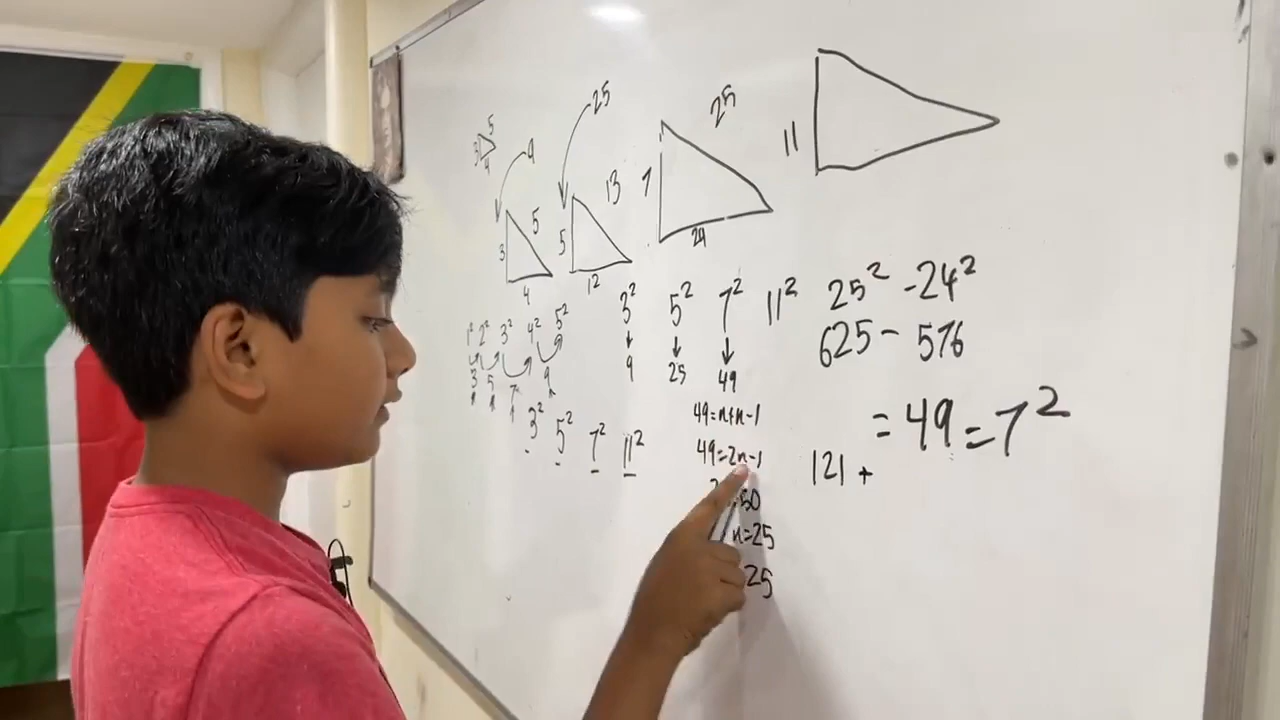 5
3
4
9
5
3
4
25
13
5
12
25
7
24
11
1² 2² 3² 4² 5²
3 5 7 9
3² 5² 7² 11²
3² 5² 7² 11²
9 25 49
49=n+n-1
49=2n-1
50
n=25
25
25² -24²
625- 576
=49=7²
121 +